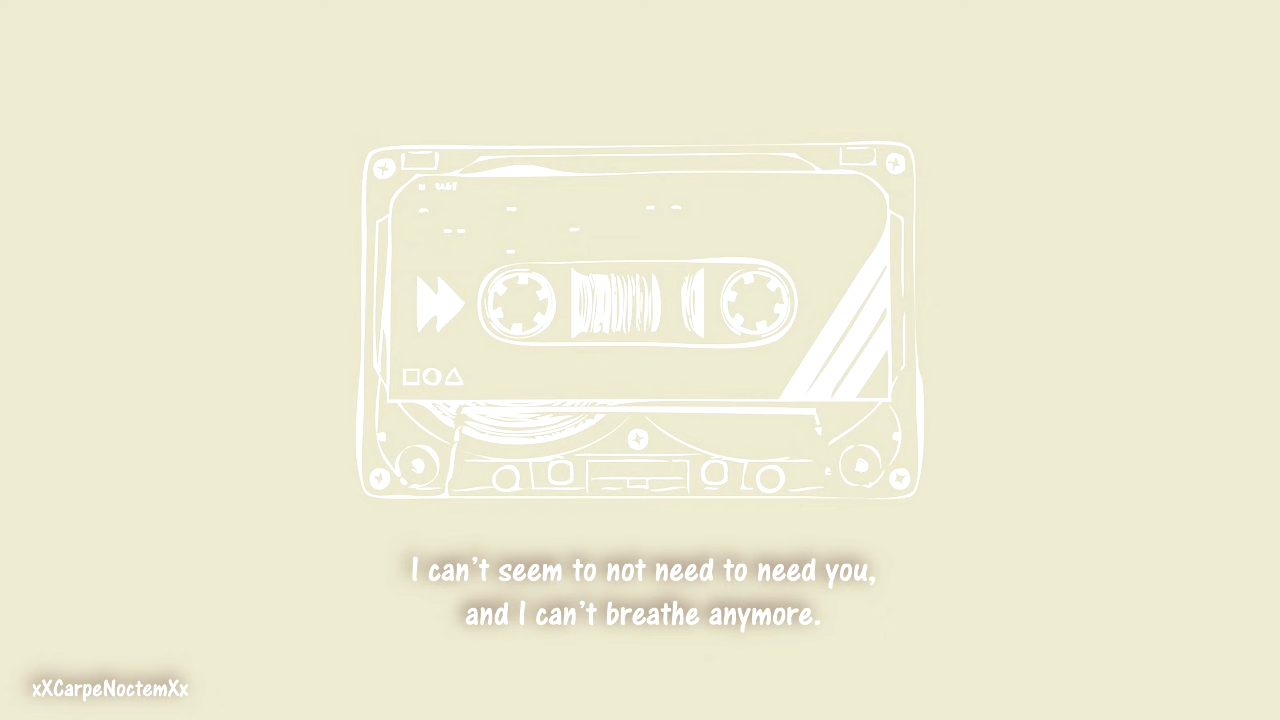 I can't seem to not need to need you,
and I can't breathe anymore.
xXCarpeNoctemXx